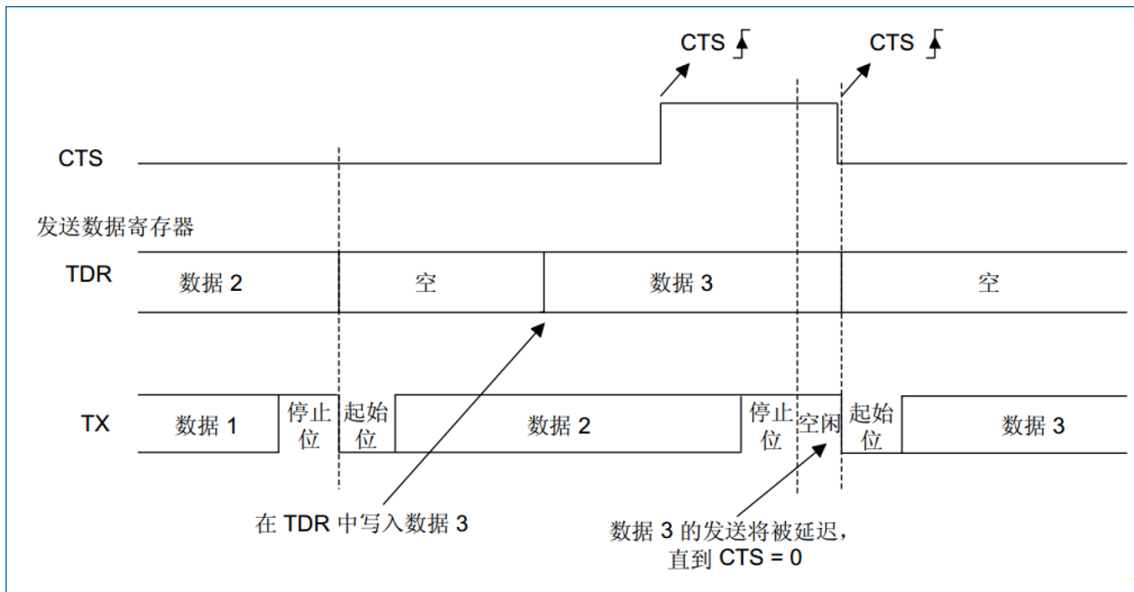 CTS CTS
CTS
发送数据寄存器
TDR 数据 2 空 数据 3 空
TX 数据 1 停止位 起始位 数据 2 停止位 空闲 起始位 数据 3
在 TDR 中写入数据 3
数据 3 的发送将被延迟，
直到 CTS = 0